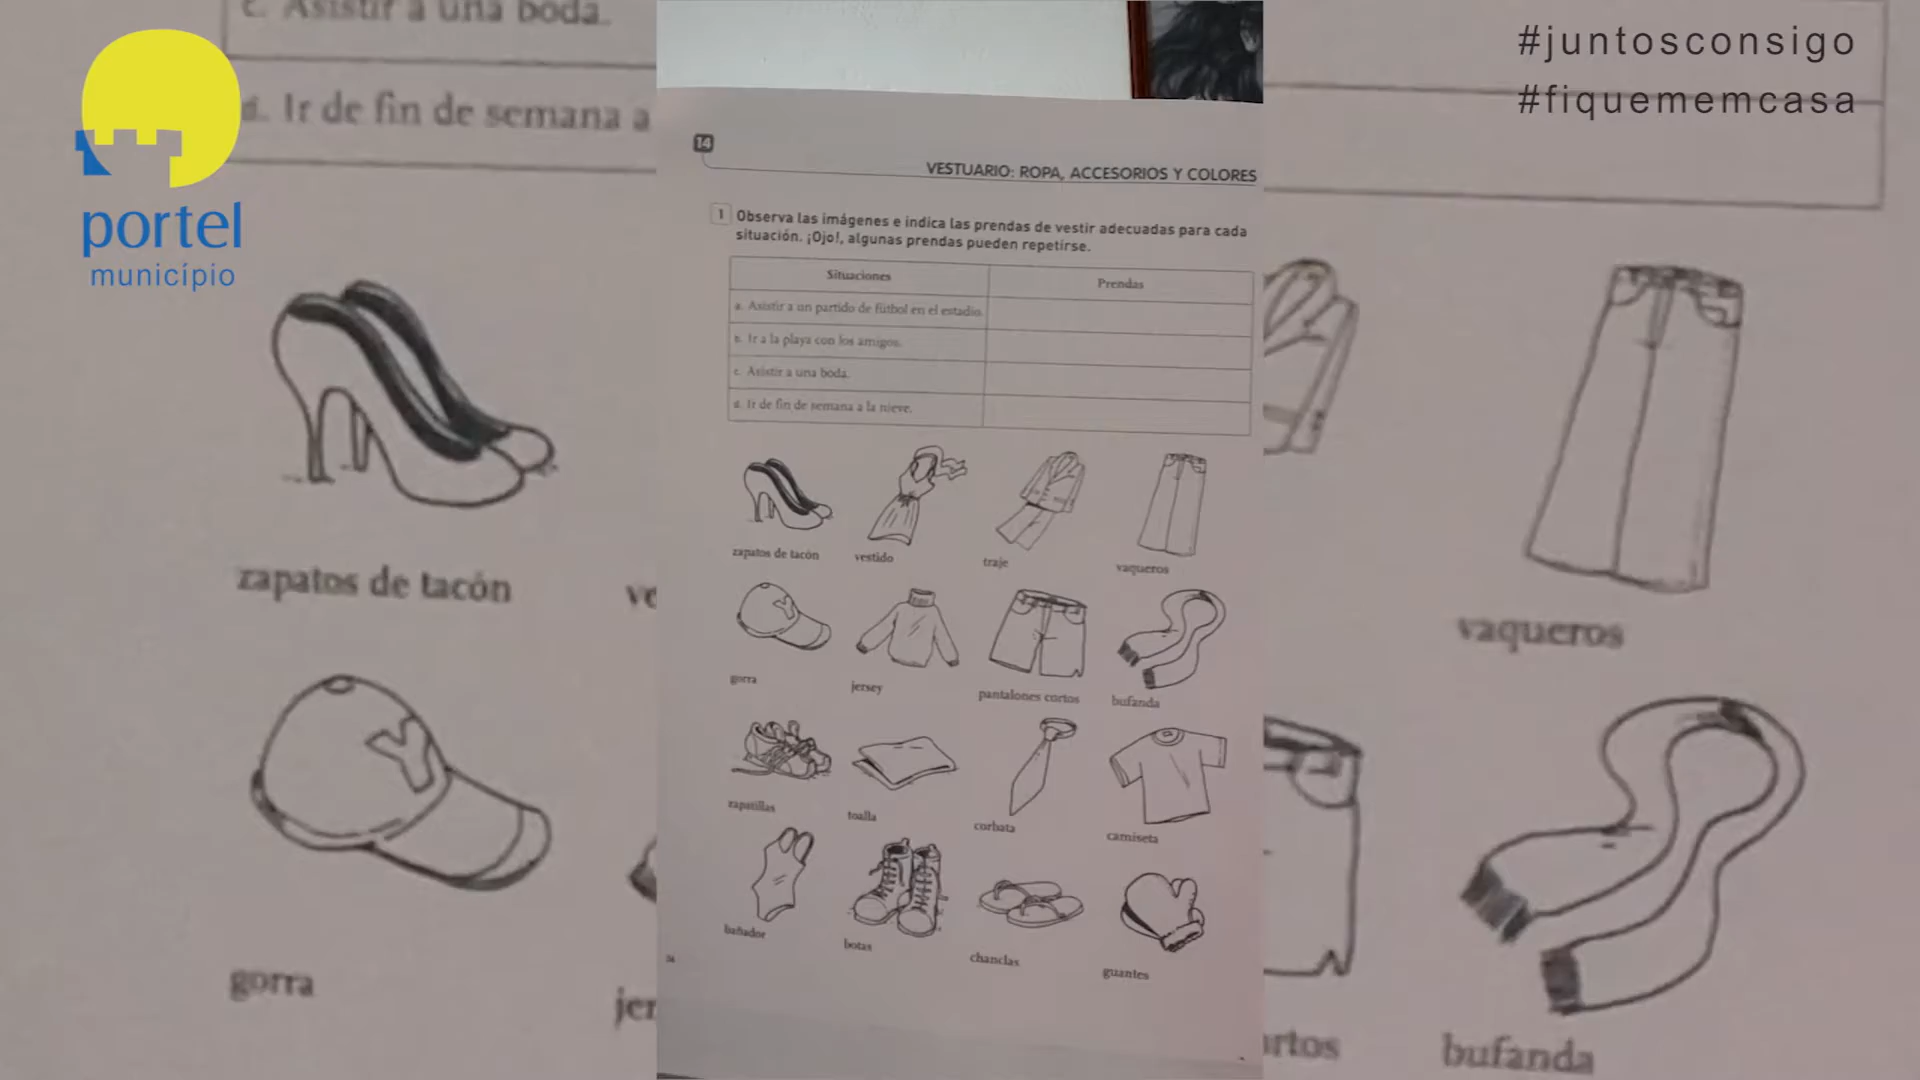 c. Asistir a una boda.
d. Ir de fin de semana a
portel
município
#juntosconsigo
#fiquememcasa
14
VESTUARIO: ROPA, ACCESORIOS Y COLORES
1 Observa las imágenes e indica las prendas de vestir adecuadas para cada
situación. ¡Ojo!, algunas prendas pueden repetirse.
Situaciones Prendas
a. Asistir a un partido de fútbol en el estadio.
b. Ir a la playa con los amigos.
c. Asistir a una boda.
d. Ir de fin de semana a la nieve.
zapatos de tacón vestido traje vaqueros
gorra jersey pantalones cortos bufanda
zapatillas toalla corbata camiseta
bañador botas chanclas guantes
zapatos de tacón
ve
vaqueros
gorra
jer
rtos
bufanda